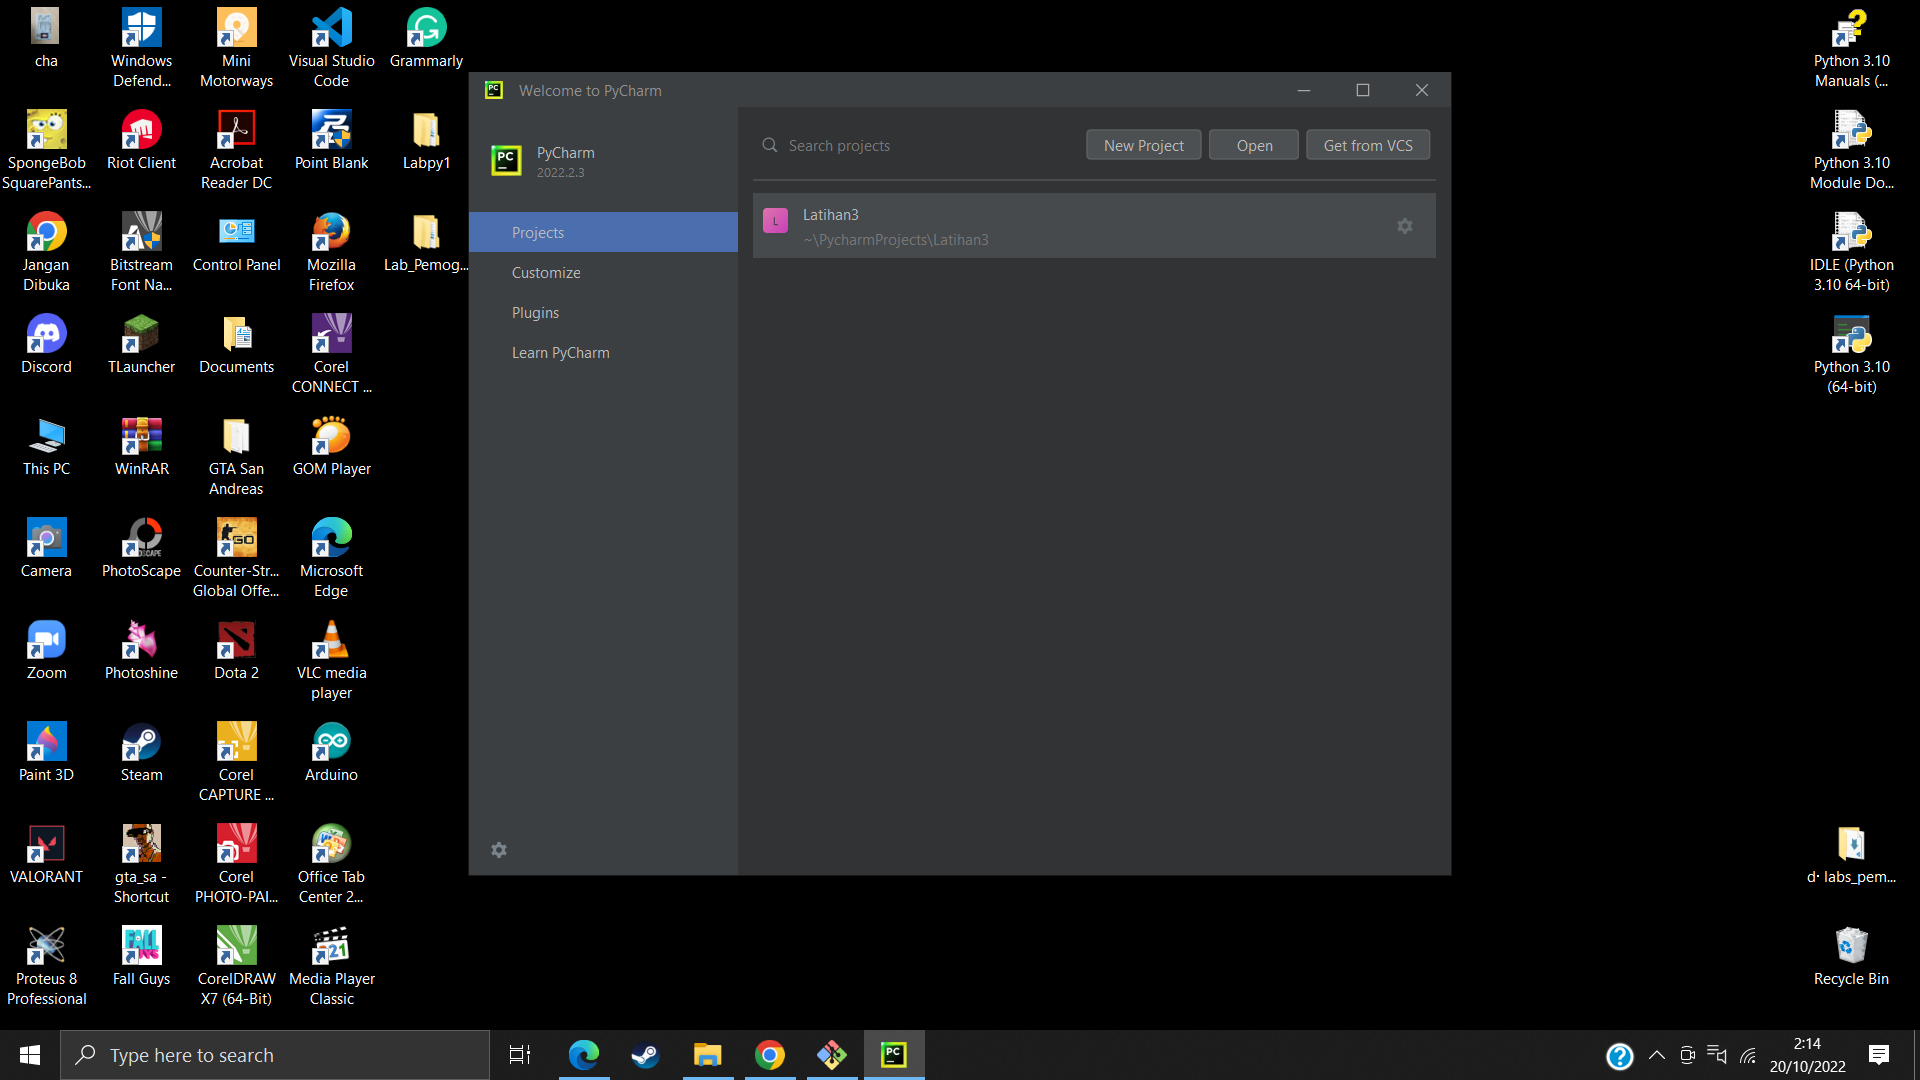 cha
Windows
Defend...
Mini
Motorways
Visual Studio
Code
Grammarly
SpongeBob
SquarePants...
Riot Client
Acrobat
Reader DC
Point Blank
Labpy1
Jangan
Dibuka
Bitstream
Font Na...
Control Panel
Mozilla
Firefox
Lab_Pemog...
Discord
TLauncher
Documents
Corel
CONNECT ...
This PC
WinRAR
GTA San
Andreas
GOM Player
Camera
PhotoScape
Counter-Str...
Global Offe...
Microsoft
Edge
Zoom
Photoshine
Dota 2
VLC media
player
Paint 3D
Steam
Corel
CAPTURE ...
Arduino
VALORANT
gta_sa -
Shortcut
Corel
PHOTO-PAI...
Office Tab
Center 2...
Proteus 8
Professional
Fall Guys
CorelDRAW
X7 (64-Bit)
Media Player
Classic
Welcome to PyCharm
PyCharm
2022.2.3
Projects
Customize
Plugins
Learn PyCharm
Search projects
New Project
Open
Get from VCS
L
Latihan3
~\PycharmProjects\Latihan3
Python 3.10
Manuals (...
Python 3.10
Module Do...
IDLE (Python
3.10 64-bit)
Python 3.10
(64-bit)
d· labs_pem...
Recycle Bin
Type here to search
2:14
20/10/2022